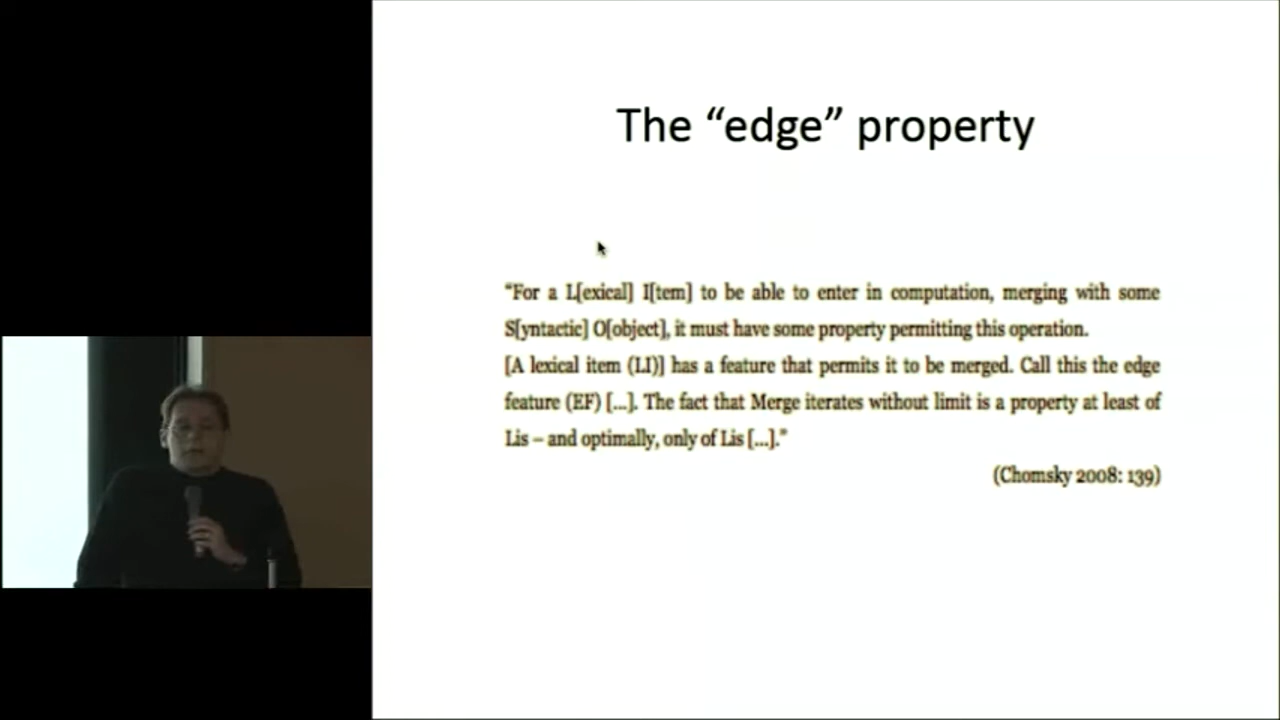 The “edge” property
“For a L[exical] I[tem] to be able to enter in computation, merging with some
S[yntactic] O[object], it must have some property permitting this operation.
[A lexical item (LI)] has a feature that permits it to be merged. Call this the edge
feature (EF) [...]. The fact that Merge iterates without limit is a property at least of
Lis – and optimally, only of Lis [...].”
(Chomsky 2008: 139)